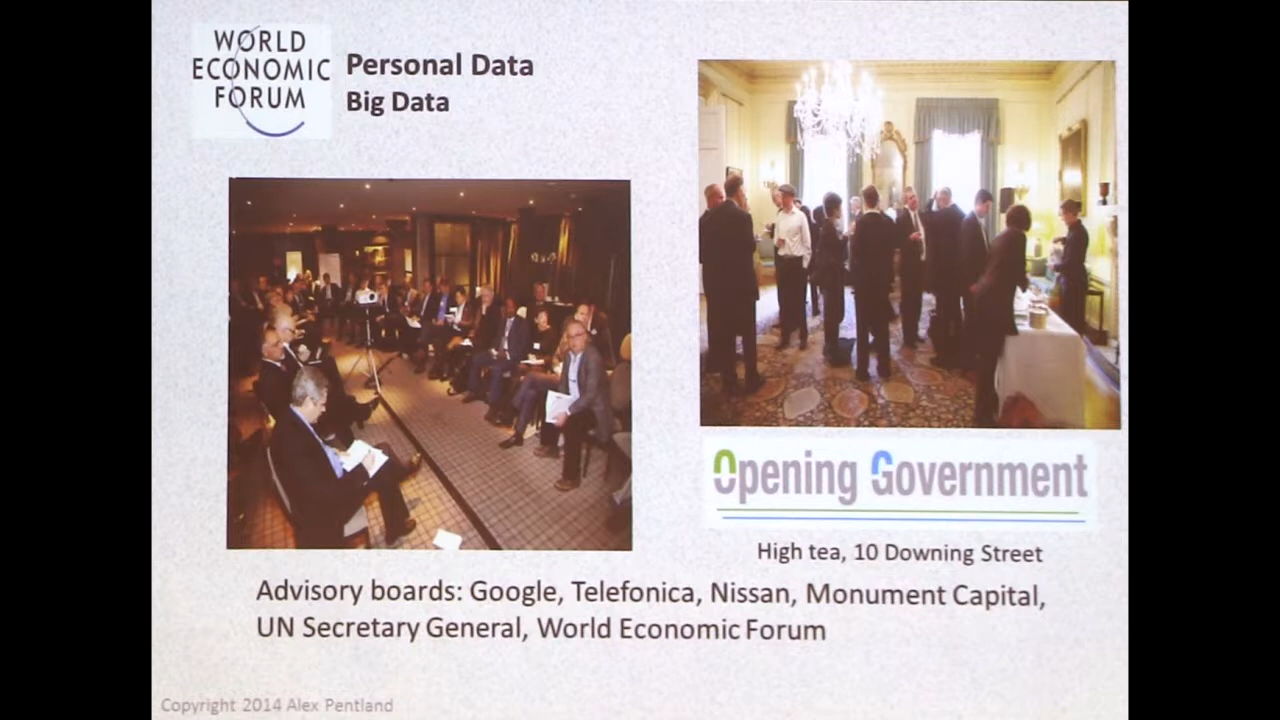 WORLD
ECONOMIC
FORUM
Personal Data
Big Data
Opening Government
High tea, 10 Downing Street
Advisory boards: Google, Telefonica, Nissan, Monument Capital,
UN Secretary General, World Economic Forum
Copyright 2014 Alex Pentland